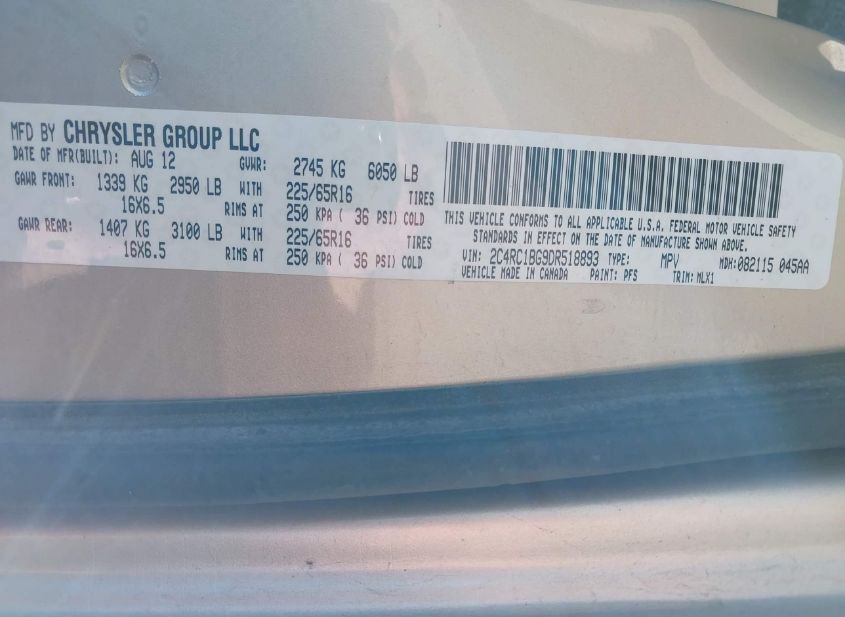 MFD BY CHRYSLER GROUP LLC
DATE OF MFR(BUILT): AUG 12 GVWR: 2745 KG 6050 LB
GAWR FRONT: 1339 KG 2950 LB WITH 225/65R16 TIRES
16X6.5 RIMS AT 250 KPA ( 36 PSI) COLD
GAWR REAR: 1407 KG 3100 LB WITH 225/65R16 TIRES
16X6.5 RIMS AT 250 KPA ( 36 PSI) COLD
THIS VEHICLE CONFORMS TO ALL APPLICABLE U.S.A. FEDERAL MOTOR VEHICLE SAFETY
STANDARDS IN EFFECT ON THE DATE OF MANUFACTURE SHOWN ABOVE.
VIN: 2C4RC1BG9DR518893 TYPE: MPV MDH:082115 045AA
VEHICLE MADE IN CANADA PAINT: PFS TRIM: MLX1